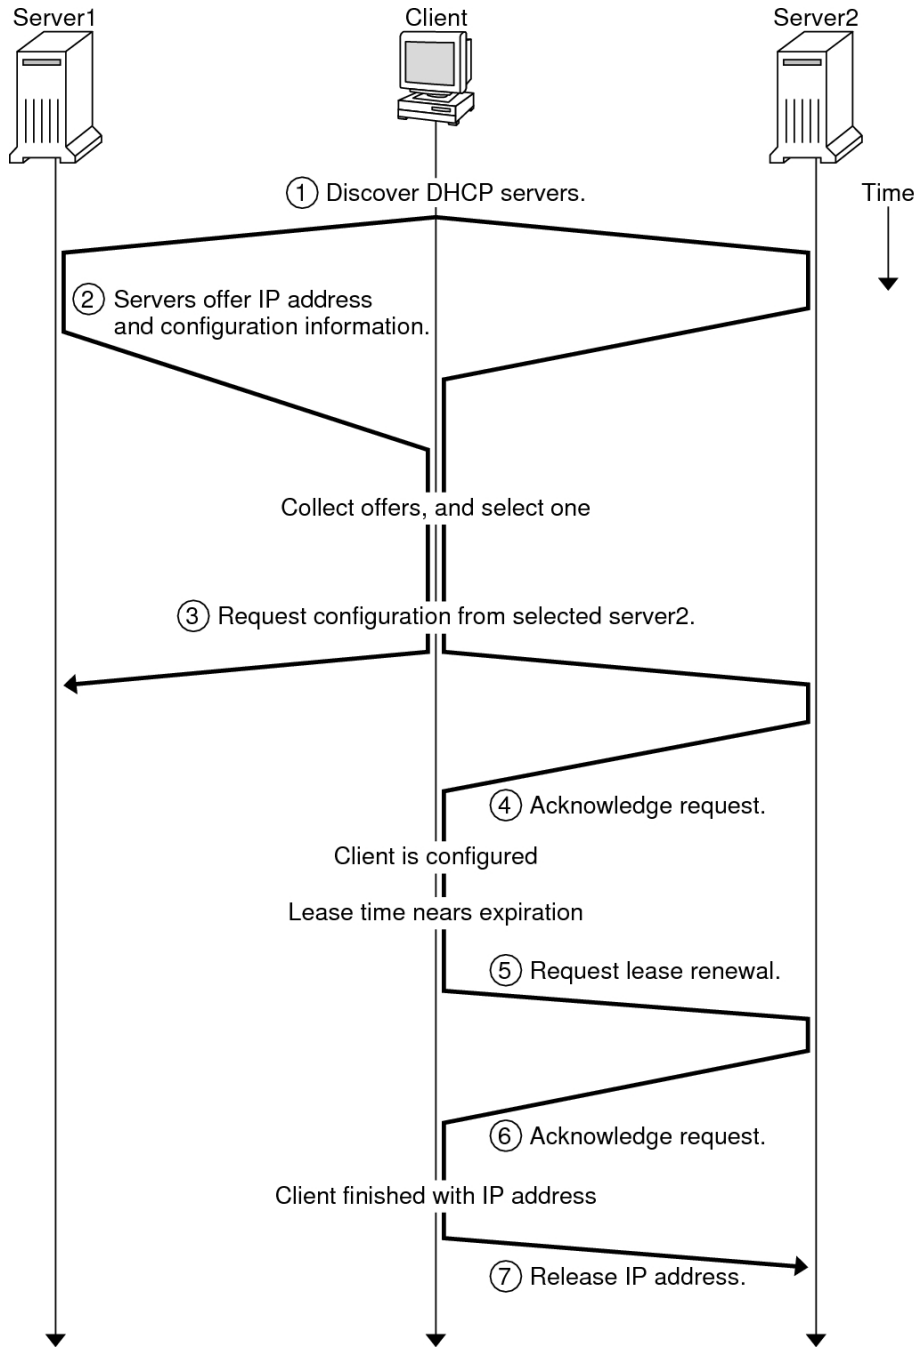 Server1
Client
Server2
① Discover DHCP servers.
Time
② Servers offer IP address
and configuration information.
Collect offers, and select one
③ Request configuration from selected server2.
④ Acknowledge request.
Client is configured
Lease time nears expiration
⑤ Request lease renewal.
⑥ Acknowledge request.
Client finished with IP address
⑦ Release IP address.